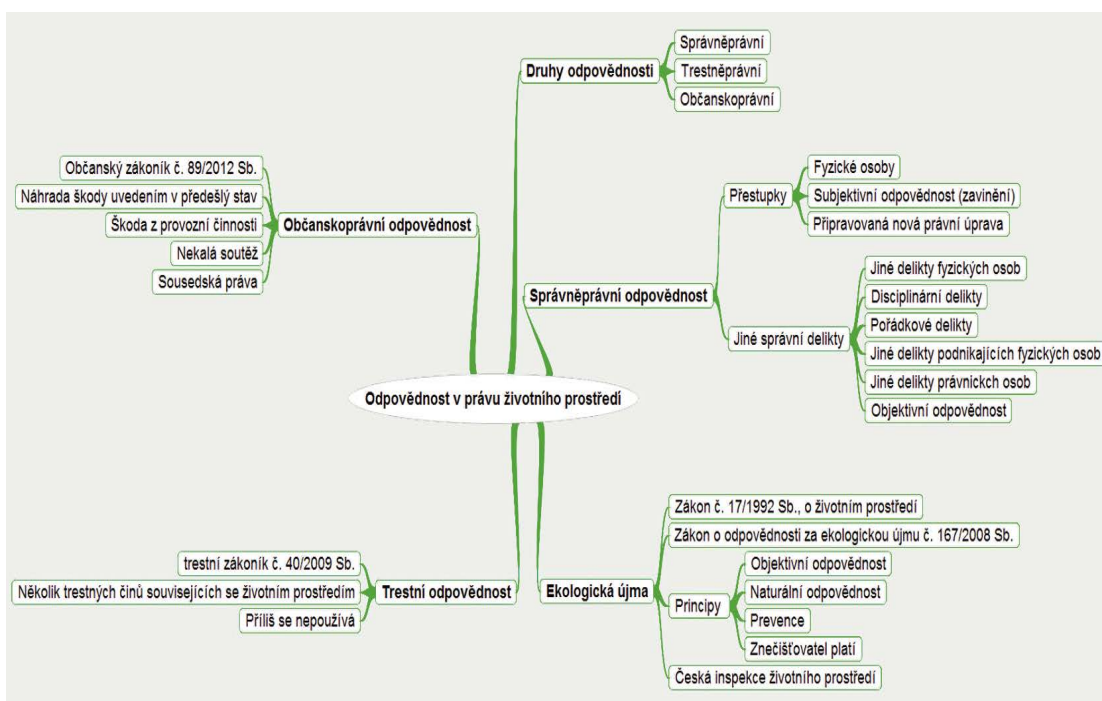 Odpovědnost v právu životního prostředí
Druhy odpovědnosti
Správněprávní
Trestněprávní
Občanskoprávní
Správněprávní odpovědnost
Přestupky
Fyzické osoby
Subjektivní odpovědnost (zavinění)
Připravovaná nová právní úprava
Jiné správní delikty
Jiné delikty fyzických osob
Disciplinární delikty
Pořádkové delikty
Jiné delikty podnikajících fyzických osob
Jiné delikty právnickch osob
Objektivní odpovědnost
Ekologická újma
Zákon č. 17/1992 Sb., o životním prostředí
Zákon o odpovědnosti za ekologickou újmu č. 167/2008 Sb.
Principy
Objektivní odpovědnost
Naturální odpovědnost
Prevence
Znečišťovatel platí
Česká inspekce životního prostředí
Trestní odpovědnost
trestní zákoník č. 40/2009 Sb.
Několik trestných činů souvisejících se životním prostředím
Příliš se nepoužívá
Občanskoprávní odpovědnost
Občanský zákoník č. 89/2012 Sb.
Náhrada škody uvedením v předešlý stav
Škoda z provozní činnosti
Nekalá soutěž
Sousedská práva